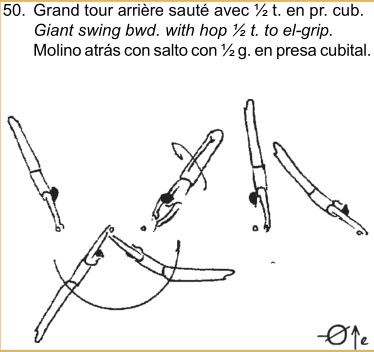 50. Grand tour arrière sauté avec ½ t. en pr. cub.
Giant swing bwd. with hop ½ t. to el-grip.
Molino atrás con salto con ½ g. en presa cubital.